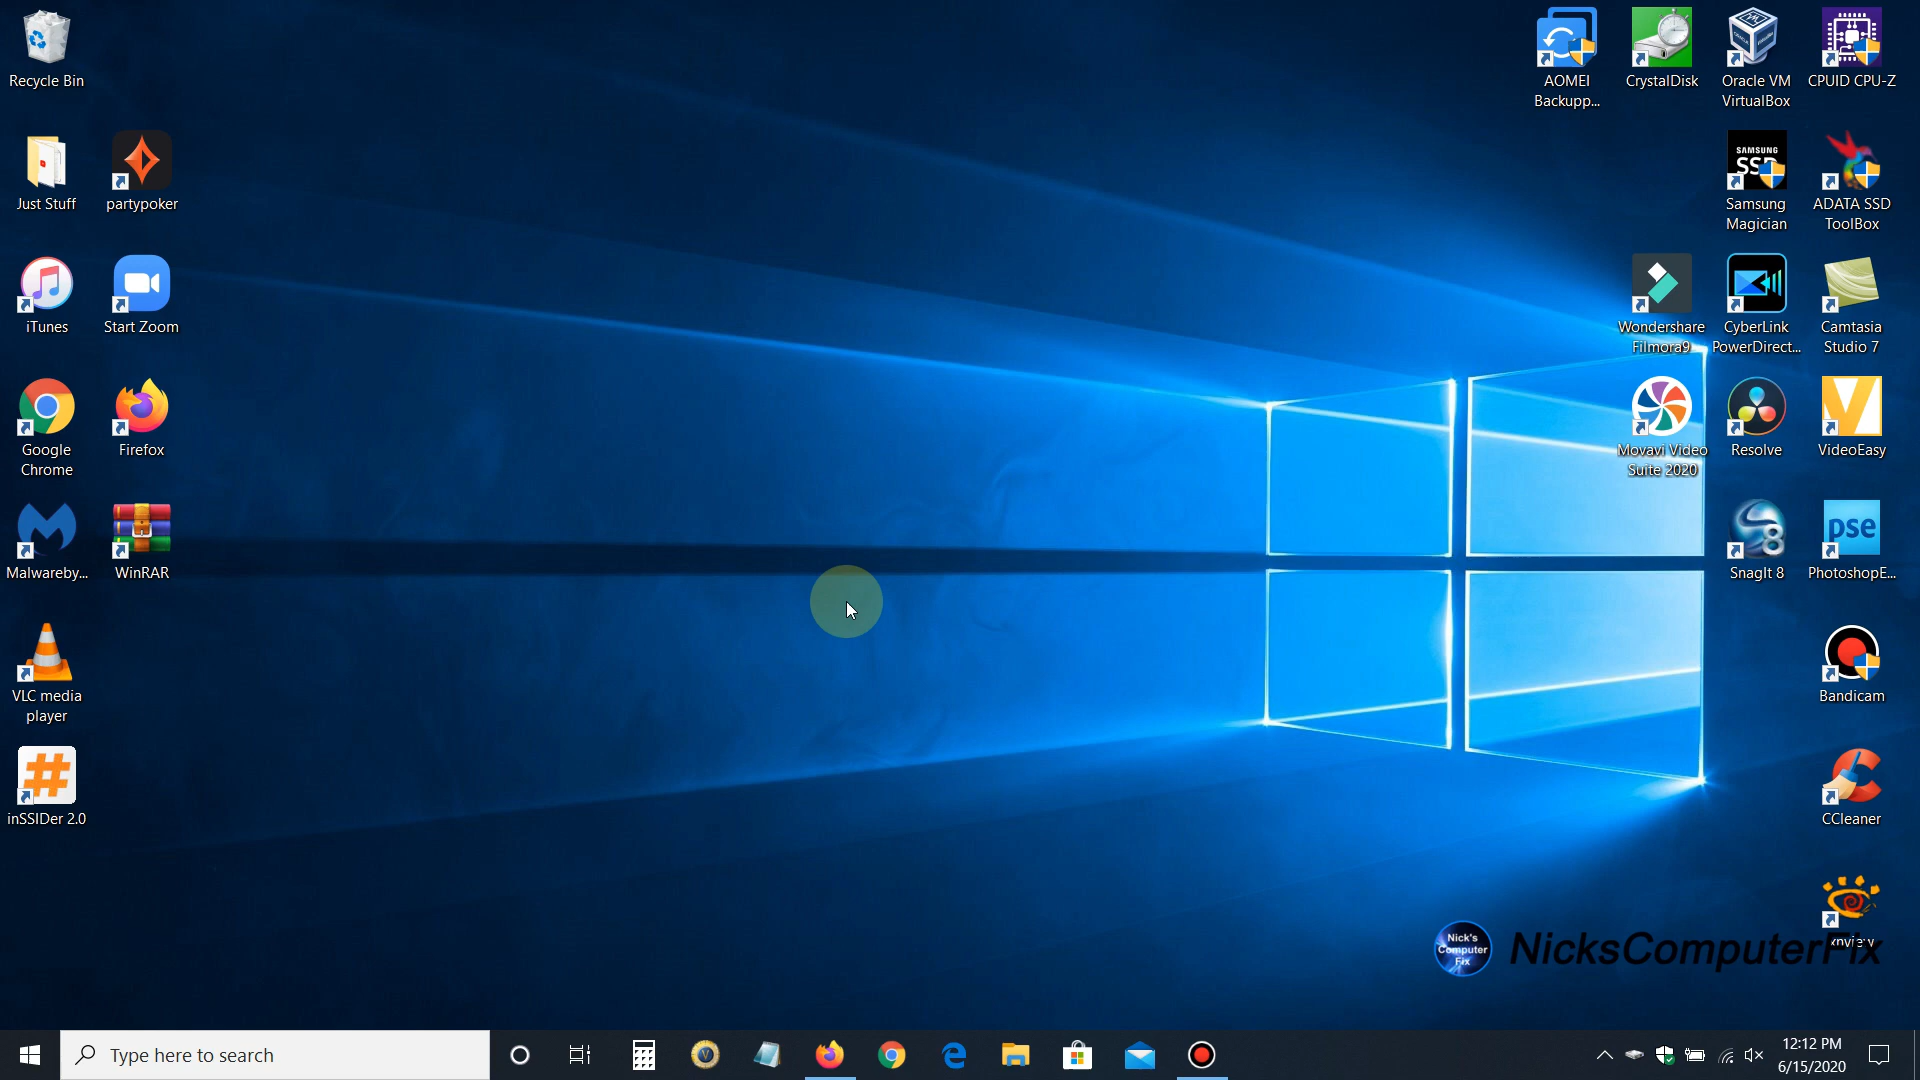 Recycle Bin
AOMEI
Backupp...
CrystalDisk
Oracle VM
VirtualBox
CPUID CPU-Z
Just Stuff
partypoker
SAMSUNG
SSD
Samsung
Magician
ADATA SSD
ToolBox
iTunes
Start Zoom
Wondershare
Filmora9
CyberLink
PowerDirect...
Camtasia
Studio 7
Google
Chrome
Firefox
Movavi Video
Suite 2020
Resolve
VideoEasy
Malwareby...
WinRAR
SnagIt 8
pse
PhotoshopE...
VLC media
player
Bandicam
inSSIDer 2.0
CCleaner
Nick's
Computer
Fix
NicksComputerFix
xnview
Type here to search
12:12 PM
6/15/2020